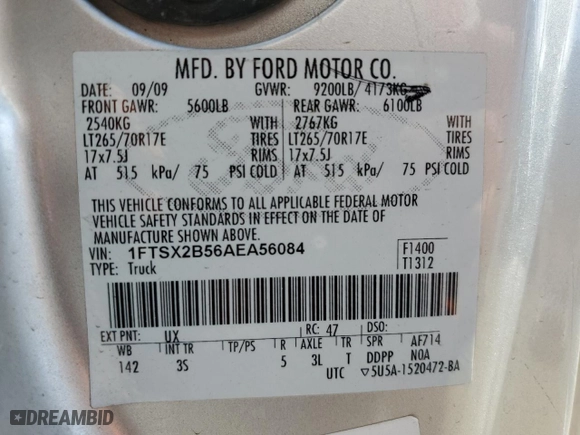 MFD. BY FORD MOTOR CO.
DATE: 09/09 GVWR: 9200LB/ 4173KG
FRONT GAWR: 5600LB REAR GAWR: 6100LB
2540KG WITH 2767KG WITH
LT265/70R17E TIRES LT265/70R17E TIRES
17x7.5J RIMS 17x7.5J RIMS
AT 515 kPa/ 75 PSI COLD AT 515 kPa/ 75 PSI COLD
THIS VEHICLE CONFORMS TO ALL APPLICABLE FEDERAL MOTOR
VEHICLE SAFETY STANDARDS IN EFFECT ON THE DATE OF
MANUFACTURE SHOWN ABOVE.
VIN: 1FTSX2B56AEA56084 F1400
TYPE: Truck T1312
EXT PNT: UX RC: 47 DSO:
WB INT TR TP/PS R AXLE TR SPR AF714
142 3S 5 3L T DDPP NOA
UTC ▽5U5A-1520472-BA
AUTOBIDMASTER DREAMBID